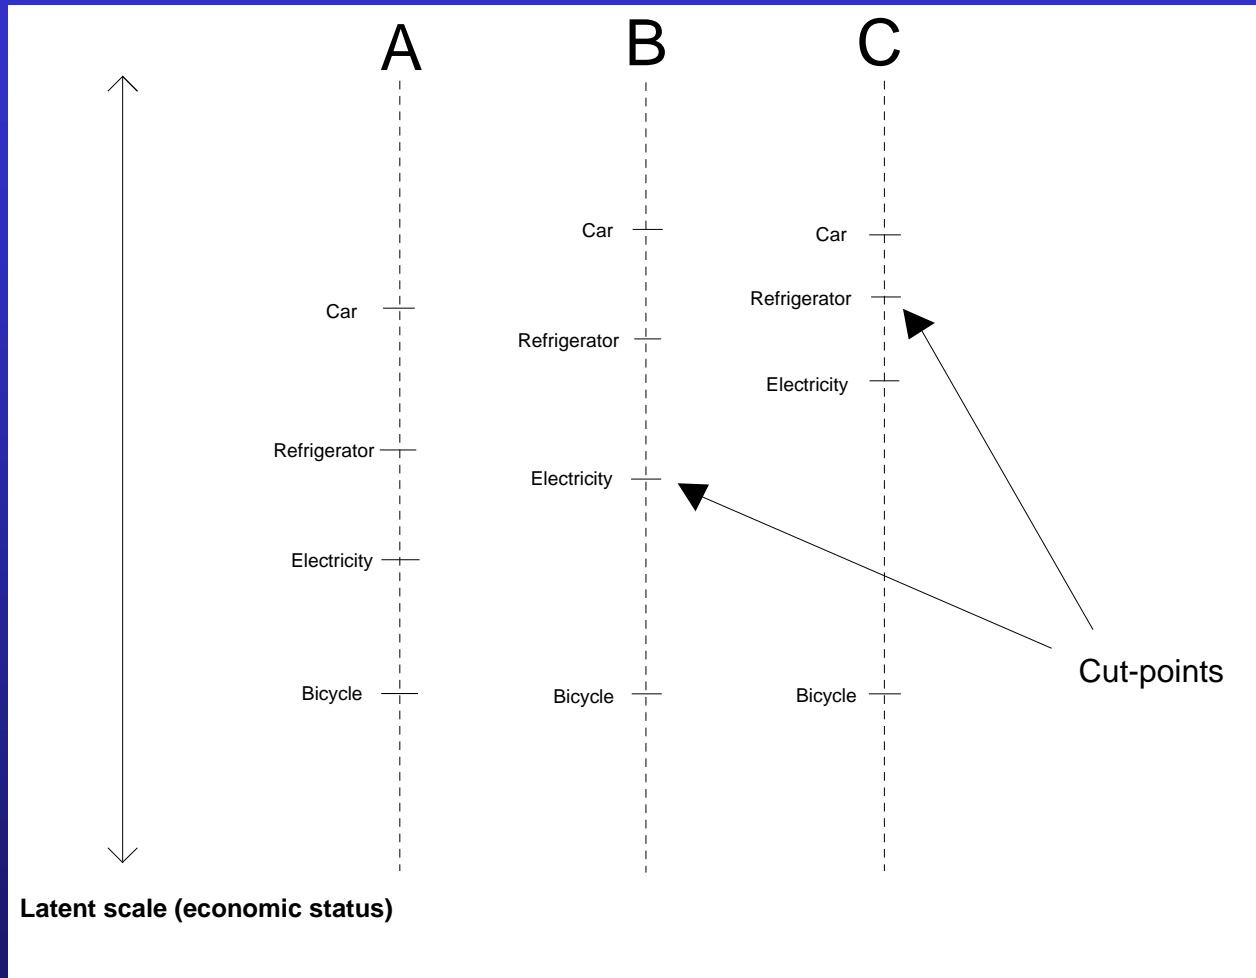 A
B
C
Car
Car
Car
Refrigerator
Refrigerator
Electricity
Refrigerator
Electricity
Electricity
Cut-points
Bicycle
Bicycle
Bicycle
Latent scale (economic status)